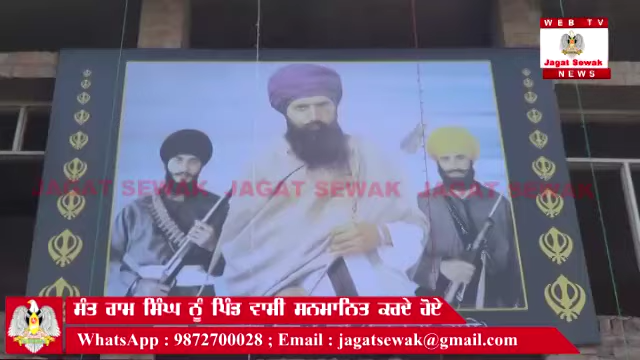 WEB TV
Jagat Sewak
NEWS
JAGAT SEWAK JAGAT SEWAK JAGAT SEWAK
ਸੰਤ ਰਾਮ ਸਿੰਘ ਨੂੰ ਪਿੰਡ ਵਾਸੀ ਸਨਮਾਨਿਤ ਕਰਦੇ ਹੋਏ
WhatsApp : 9872700028 ; Email : jagatsewak@gmail.com